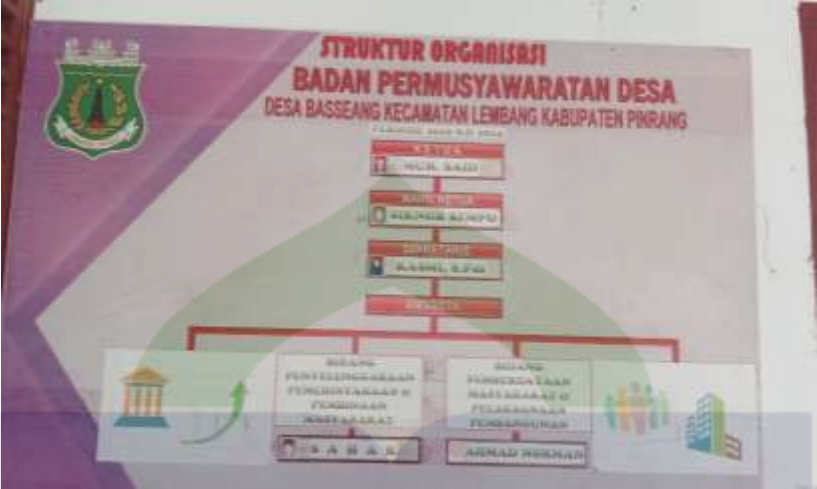 STRUKTUR ORGANISASI
BADAN PERMUSYAWARATAN DESA
DESA BASSEANG KECAMATAN LEMBANG KABUPATEN PINRANG
KETUA
MUH. SAID
WAKIL KETUA
SEKRETARIS
ANGGOTA
BIDANG
PENYELENGGARAAN
PEMERINTAHAAN &
PEMBINAAN
MASYARAKAT
BIDANG
PEMBERDAYAAN
MASYARAKAT &
PELAKSANAAN
PEMBANGUNAN
AHMAD NURMAN